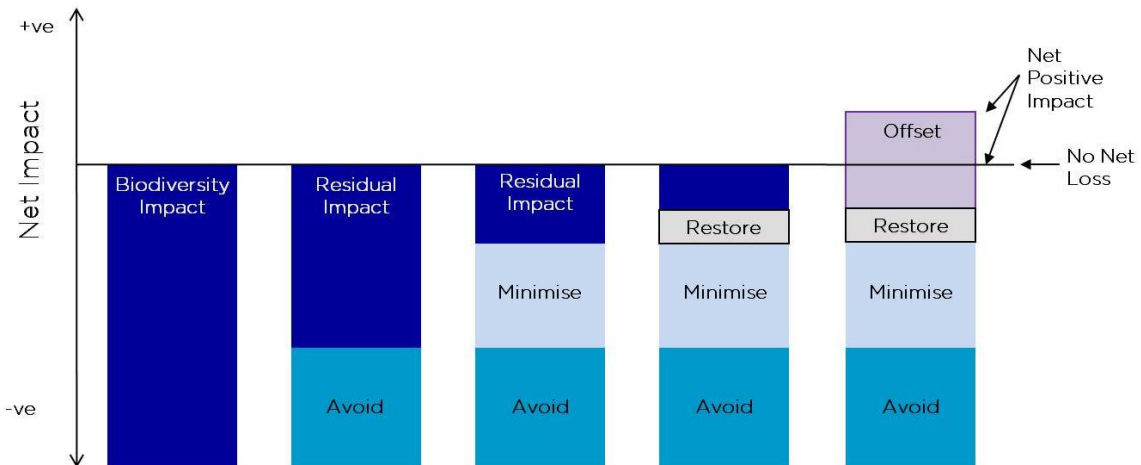 +ve
Net Impact
-ve
Biodiversity
Impact
Residual
Impact
Avoid
Residual
Impact
Minimise
Avoid
Restore
Minimise
Avoid
Offset
Restore
Minimise
Avoid
Net
Positive
Impact
No Net
Loss